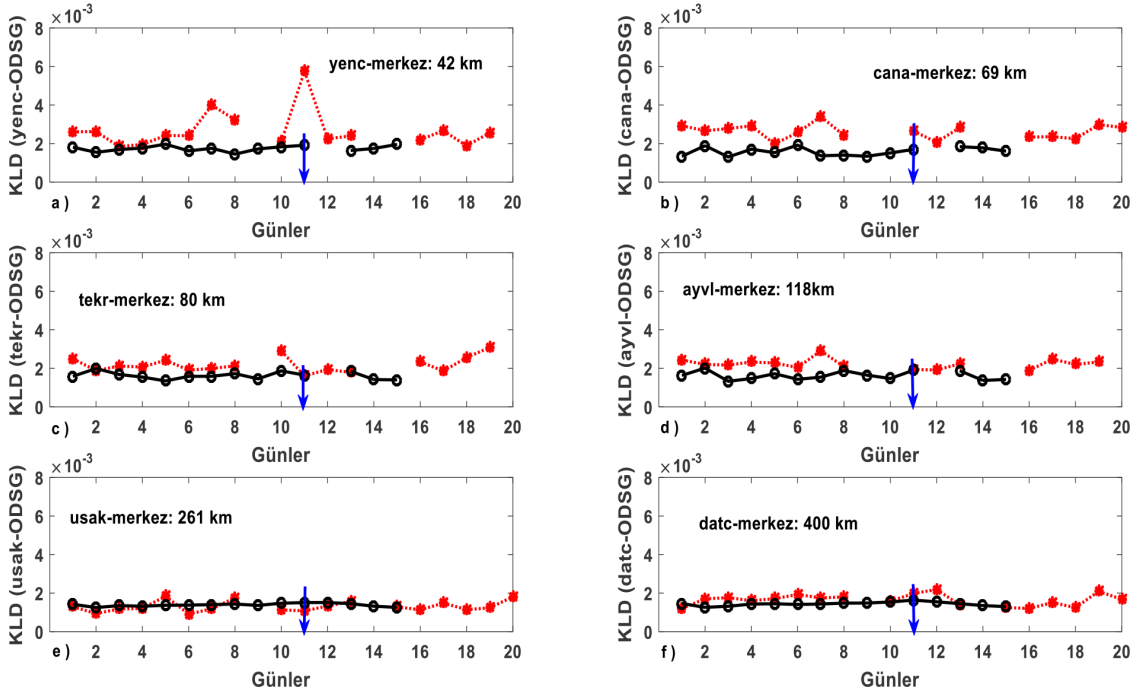 ×10⁻³
8
6
4
2
0
KLD (yenc-ODSG)
yenc-merkez: 42 km
2 4 6 8 10 12 14 16 18 20
a )
Günler
×10⁻³
8
6
4
2
0
KLD (cana-ODSG)
cana-merkez: 69 km
2 4 6 8 10 12 14 16 18 20
b )
Günler
×10⁻³
8
6
4
2
0
KLD (tekr-ODSG)
tekr-merkez: 80 km
2 4 6 8 10 12 14 16 18 20
c )
Günler
×10⁻³
8
6
4
2
0
KLD (ayvl-ODSG)
ayvl-merkez: 118km
2 4 6 8 10 12 14 16 18 20
d )
Günler
×10⁻³
8
6
4
2
0
KLD (usak-ODSG)
usak-merkez: 261 km
2 4 6 8 10 12 14 16 18 20
e )
Günler
×10⁻³
8
6
4
2
0
KLD (datc-ODSG)
datc-merkez: 400 km
2 4 6 8 10 12 14 16 18 20
f )
Günler